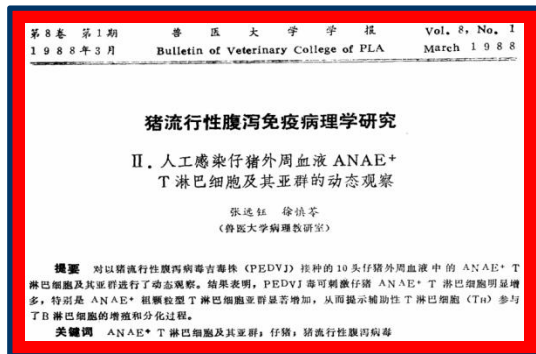 第8卷 第1期 兽医大学学报 Vol. 8, No. 1
1988年3月 Bulletin of Veterinary College of PLA March 1988
猪流行性腹泻免疫病理学研究
Ⅱ. 人工感染仔猪外周血液 ANAE+
T 淋巴细胞及其亚群的动态观察
张远钰 徐慎芩
(兽医大学病理教研室)
提要 对以猪流行性腹泻病毒吉毒株 (PEDVJ) 接种的10头仔猪外周血液中的 ANAE+ T
淋巴细胞及其亚群进行了动态观察。结果表明, PEDVJ 毒可刺激仔猪 ANAE+ T 淋巴细胞明显增
多, 特别是 ANAE+ 粗颗粒型 T 淋巴细胞亚群显著增加, 从而提示辅助性 T 淋巴细胞 (TH) 参与
了 B 淋巴细胞的增殖和分化过程。
关键词 ANAE+ T 淋巴细胞及其亚群; 仔猪; 猪流行性腹泻病毒